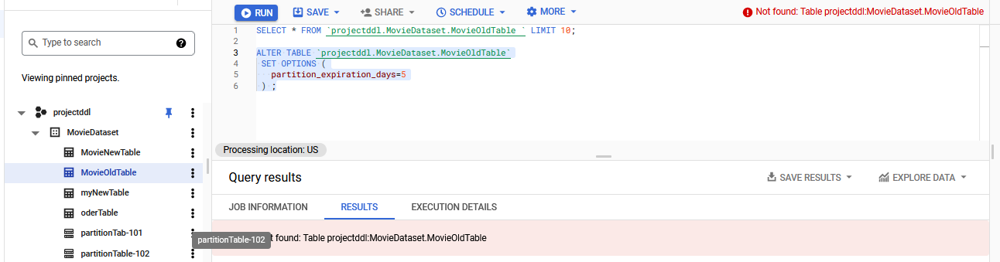 RUN SAVE SHARE SCHEDULE MORE Not found: Table projectddl:MovieDataset.MovieOldTable
Type to search ?
Viewing pinned projects.
projectddl
MovieDataset
MovieNewTable
MovieOldTable
myNewTable
oderTable
partitionTab-101
partitionTable-102
partitionTable-102
1 SELECT * FROM `projectddl.MovieDataset.MovieOldTable ` LIMIT 10;
2
3 ALTER TABLE `projectddl.MovieDataset.MovieOldTable`
4 SET OPTIONS (
5 partition_expiration_days=5
6 ) ;
Processing location: US
Query results SAVE RESULTS EXPLORE DATA
JOB INFORMATION RESULTS EXECUTION DETAILS
t found: Table projectddl:MovieDataset.MovieOldTable